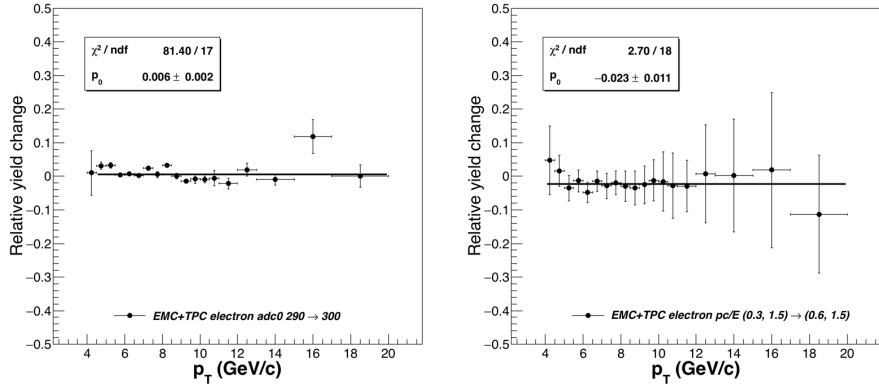 0.5
0.4
0.3
0.2
0.1
0
−0.1
−0.2
−0.3
−0.4
−0.5
Relative yield change
χ² / ndf 81.40 / 17
p₀ 0.006 ± 0.002
EMC+TPC electron adc0 290 → 300
4 6 8 10 12 14 16 18 20
p_T (GeV/c)
0.5
0.4
0.3
0.2
0.1
0
−0.1
−0.2
−0.3
−0.4
−0.5
Relative yield change
χ² / ndf 2.70 / 18
p₀ −0.023 ± 0.011
EMC+TPC electron pc/E (0.3, 1.5) → (0.6, 1.5)
4 6 8 10 12 14 16 18 20
p_T (GeV/c)